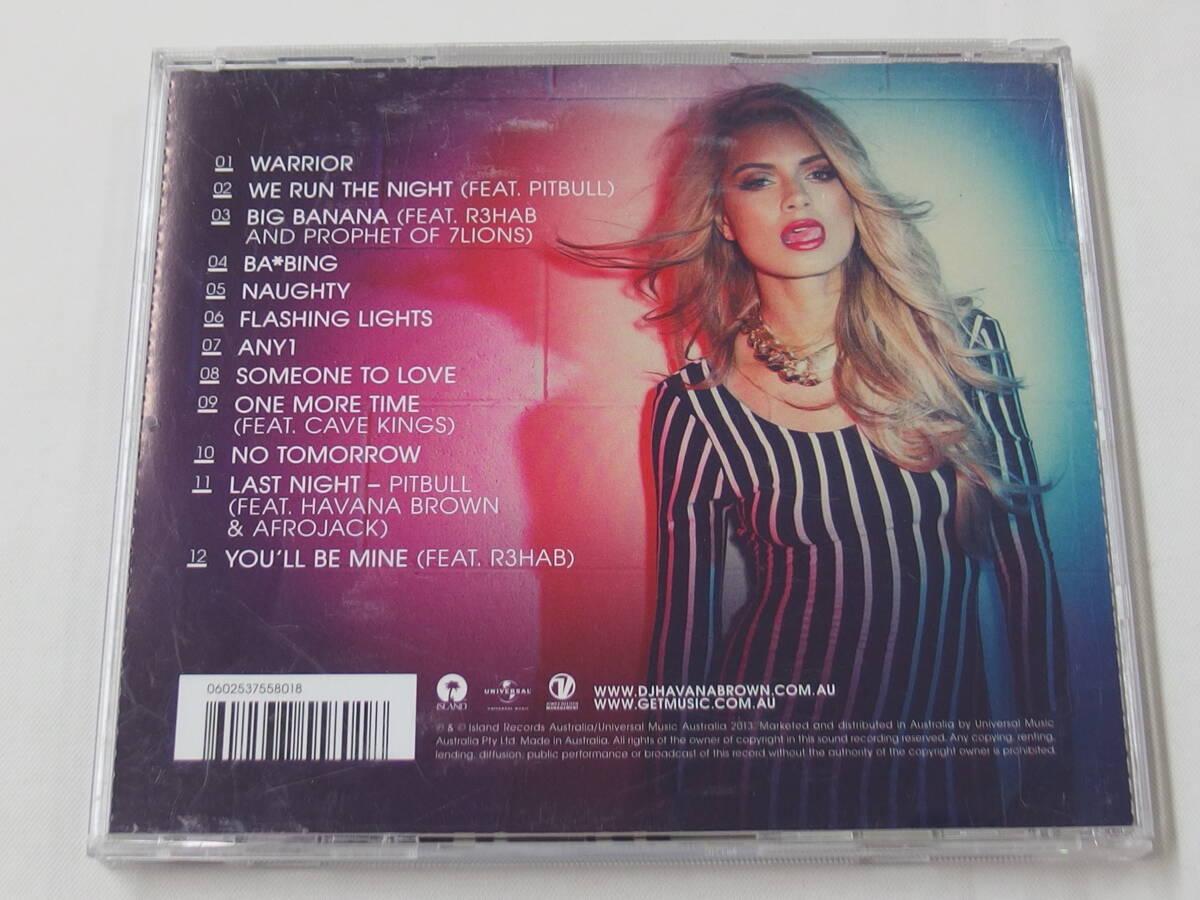 01 WARRIOR
02 WE RUN THE NIGHT (FEAT. PITBULL)
03 BIG BANANA (FEAT. R3HAB
AND PROPHET OF 7LIONS)
04 BA*BING
05 NAUGHTY
06 FLASHING LIGHTS
07 ANY1
08 SOMEONE TO LOVE
09 ONE MORE TIME
(FEAT. CAVE KINGS)
10 NO TOMORROW
11 LAST NIGHT – PITBULL
(FEAT. HAVANA BROWN
& AFROJACK)
12 YOU'LL BE MINE (FEAT. R3HAB)
0602537558018
ISLAND
UNIVERSAL
UNIVERSAL MUSIC
MANAGEMENT
WWW.DJHAVANABROWN.COM.AU
WWW.GETMUSIC.COM.AU
℗ & © Island Records Australia/Universal Music Australia 2013. Marketed and distributed in Australia by Universal Music
Australia Pty Ltd. Made in Australia. All rights of the owner of copyright in this sound recording reserved. Any copying, renting,
lending, diffusion, public performance or broadcast of this record without the authority of the copyright owner is prohibited.